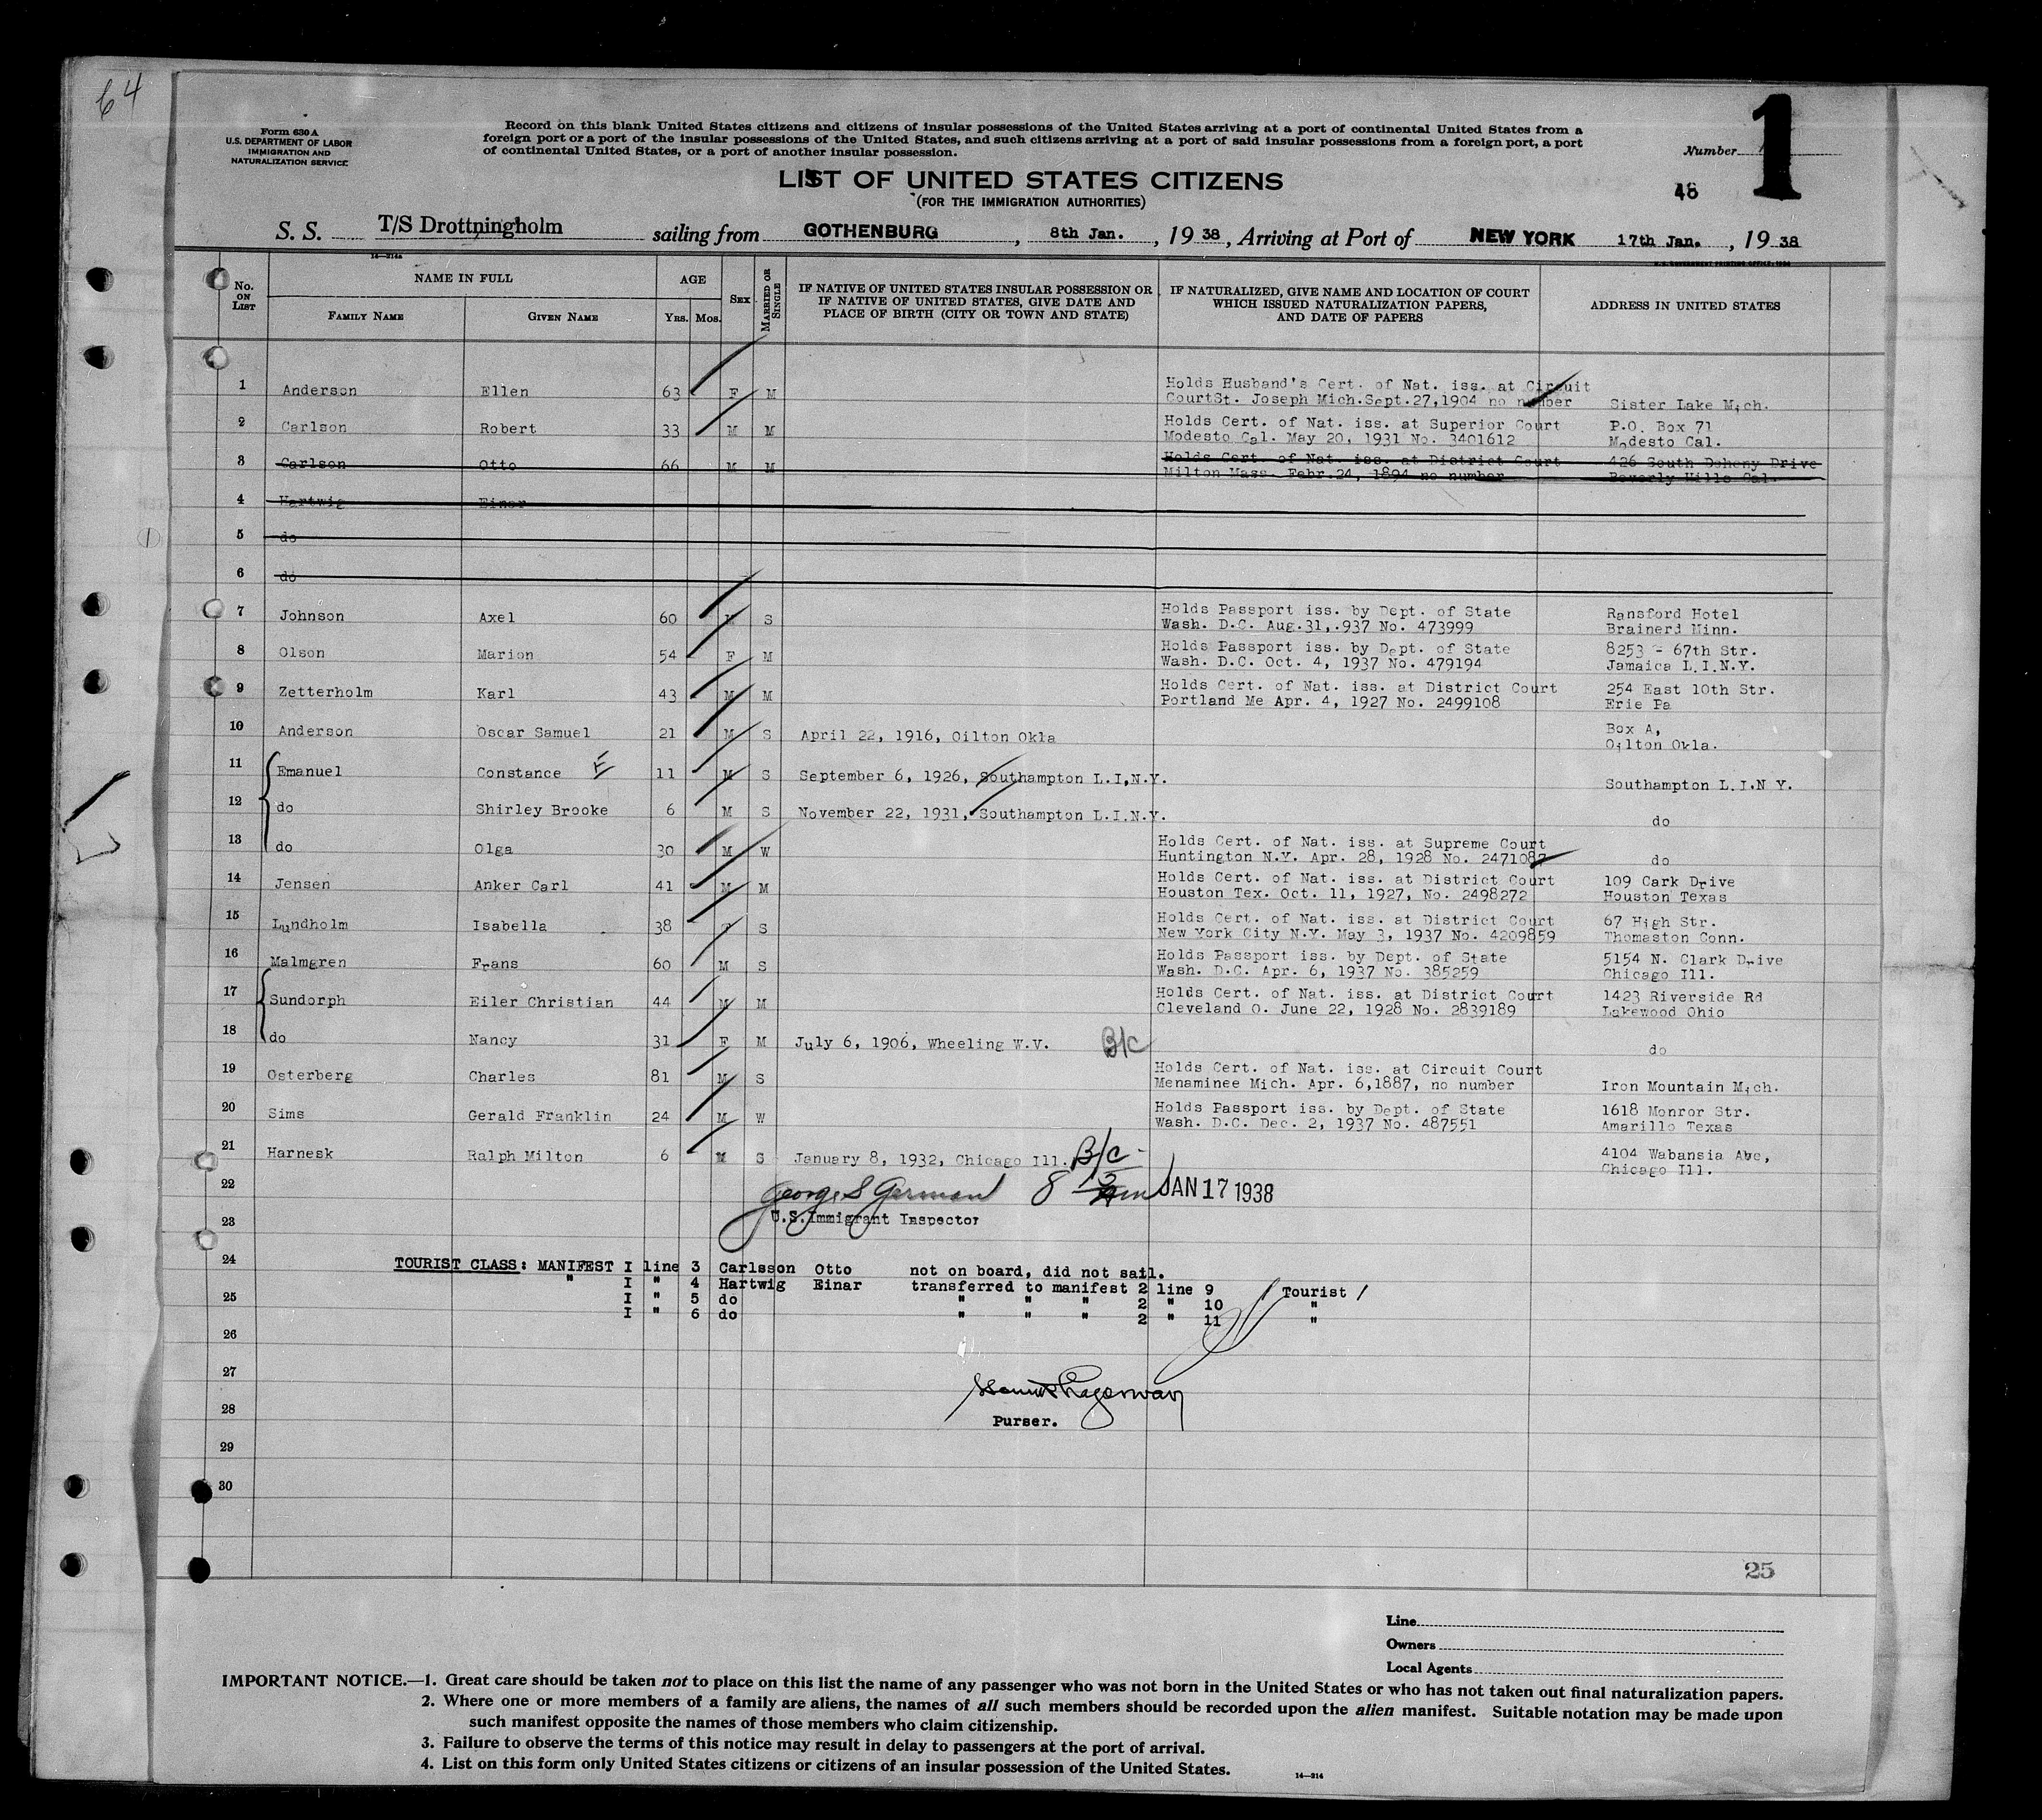 64
Form 630 A
U.S. DEPARTMENT OF LABOR
IMMIGRATION AND
NATURALIZATION SERVICE
Record on this blank United States citizens and citizens of insular possessions of the United States arriving at a port of continental United States from a
foreign port or a port of the insular possessions of the United States, and such citizens arriving at a port of said insular possessions from a foreign port, a port
of continental United States, or a port of another insular possession.
Number 1
LIST OF UNITED STATES CITIZENS
(FOR THE IMMIGRATION AUTHORITIES)
48
S. S. T/S Drottningholm sailing from GOTHENBURG, 8th Jan., 19 38, Arriving at Port of NEW YORK 17th Jan., 19 38
14—214a
No. ON LIST
NAME IN FULL
FAMILY NAME
GIVEN NAME
AGE
YRS. MOS.
SEX
MARRIED OR SINGLE
IF NATIVE OF UNITED STATES INSULAR POSSESSION OR
IF NATIVE OF UNITED STATES, GIVE DATE AND
PLACE OF BIRTH (CITY OR TOWN AND STATE)
IF NATURALIZED, GIVE NAME AND LOCATION OF COURT
WHICH ISSUED NATURALIZATION PAPERS,
AND DATE OF PAPERS
ADDRESS IN UNITED STATES
1 Anderson Ellen 63 F M Holds Husband's Cert. of Nat. iss. at Circuit
CourtSt. Joseph Mich.Sept.27,1904 no number Sister Lake Mich.
2 Carlson Robert 33 M M Holds Cert. of Nat. iss. at Superior Court P.O. Box 71
Modesto Cal. May 20, 1931 No. 3401612 Modesto Cal.
3 Carlson Otto 66 M M Holds Cert. of Nat. iss. at District Court 426 South Doheny Drive
Milton Mass. Febr.24, 1894 no number Beverly Hills Cal.
4 Hartwig Einar
5 do
6 do
7 Johnson Axel 60 M S Holds Passport iss. by Dept. of State Ransford Hotel
Wash. D.C. Aug.31,.937 No. 473999 Brainerd Minn.
8 Olson Marion 54 F M Holds Passport iss. by Dept. of State 8253 - 67th Str.
Wash. D.C. Oct. 4, 1937 No. 479194 Jamaica L.I.N.Y.
9 Zetterholm Karl 43 M M Holds Cert. of Nat. iss. at District Court 254 East 10th Str.
Portland Me Apr. 4, 1927 No. 2499108 Erie Pa
10 Anderson Oscar Samuel 21 M S April 22, 1916, Oilton Okla Box A,
Oilton Okla.
11 Emanuel Constance E 11 M S September 6, 1926, Southampton L.I,N.Y. Southampton L.I.N Y.
12 do Shirley Brooke 6 M S November 22, 1931, Southampton L.I.N.Y. do
13 do Olga 30 M W Holds Cert. of Nat. iss. at Supreme Court
Huntington N.Y. Apr. 28, 1928 No. 2471087 do
14 Jensen Anker Carl 41 M M Holds Cert. of Nat. iss. at District Court 109 Cark Drive
Houston Tex. Oct. 11, 1927, No. 2498272 Houston Texas
15 Lundholm Isabella 38 F S Holds Cert. of Nat. iss. at District Court 67 High Str.
New York City N.Y. May 3, 1937 No. 4209859 Thomaston Conn.
16 Malmgren Frans 60 M S Holds Passport iss. by Dept. of State 5154 N. Clark Drive
Wash. D.C. Apr. 6, 1937 No. 385259 Chicago Ill.
17 Sundorph Eiler Christian 44 M M Holds Cert. of Nat. iss. at District Court 1423 Riverside Rd
Cleveland O. June 22, 1928 No. 2839189 Lakewood Ohio
18 do Nancy 31 F M July 6, 1906, Wheeling W.V. B/C do
19 Osterberg Charles 81 M S Holds Cert. of Nat. iss. at Circuit Court
Menaminee Mich. Apr. 6,1887, no number Iron Mountain Mich.
20 Sims Gerald Franklin 24 M W Holds Passport iss. by Dept. of State 1618 Monror Str.
Wash. D.C. Dec. 2, 1937 No. 487551 Amarillo Texas
21 Harnesk Ralph Milton 6 M S January 8, 1932, Chicago Ill. B/C 4104 Wabansia Ave,
Chicago Ill.
22 George S German 8 JAN 17 1938
23 U.S.Immigrant Inspector
24 TOURIST CLASS: MANIFEST I line 3 Carlsson Otto not on board, did not sail.
" I " 4 Hartwig Einar transferred to manifest 2 line 9 / Tourist /
25 I " 5 do " " " 2 " 10 "
I " 6 do " " " 2 " 11 "
26
27
28 Purser.
29
30
25
Line
Owners
Local Agents
IMPORTANT NOTICE.—1. Great care should be taken not to place on this list the name of any passenger who was not born in the United States or who has not taken out final naturalization papers.
2. Where one or more members of a family are aliens, the names of all such members should be recorded upon the alien manifest. Suitable notation may be made upon
such manifest opposite the names of those members who claim citizenship.
3. Failure to observe the terms of this notice may result in delay to passengers at the port of arrival.
4. List on this form only United States citizens or citizens of an insular possession of the United States.
14—214